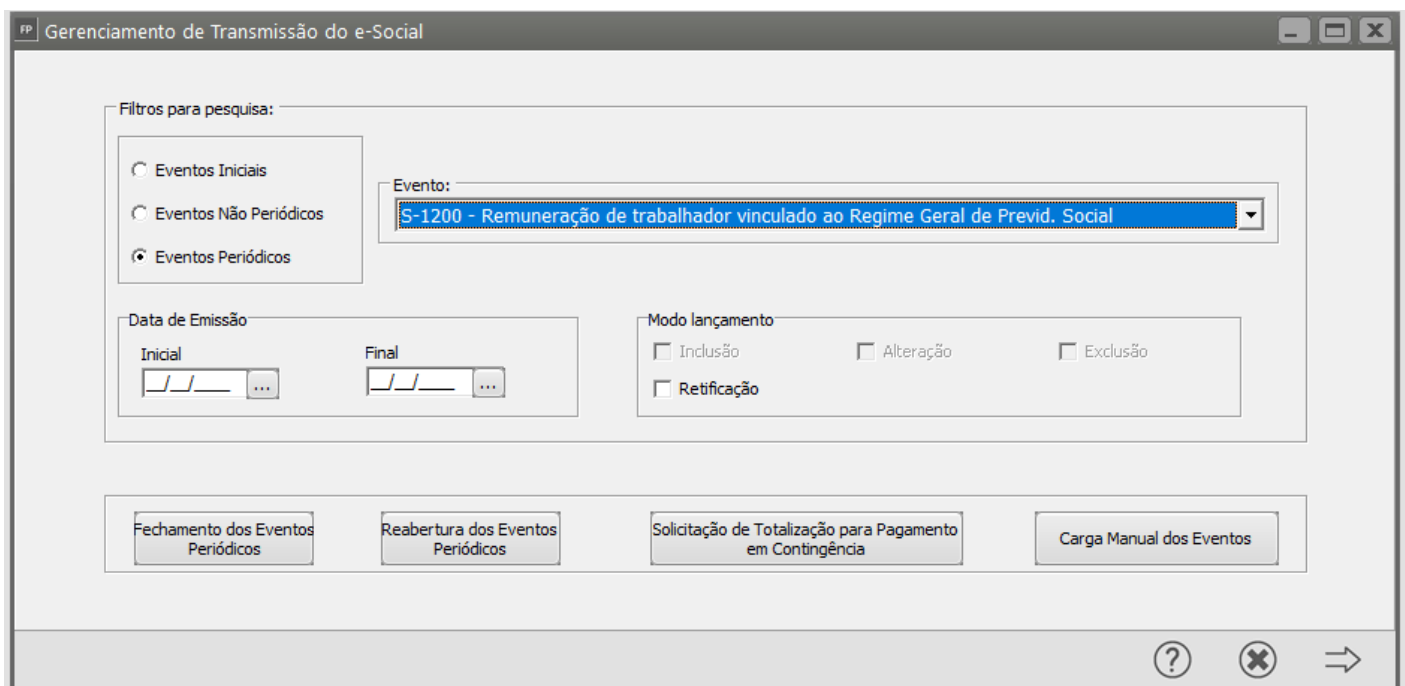 FP Gerenciamento de Transmissão do e-Social
Filtros para pesquisa:
Eventos Iniciais
Eventos Não Periódicos
Eventos Periódicos
Evento:
S-1200 - Remuneração de trabalhador vinculado ao Regime Geral de Previd. Social
Data de Emissão
Inicial
Final
__/__/____ ...
__/__/____ ...
Modo lançamento
Inclusão
Alteração
Exclusão
Retificação
Fechamento dos Eventos
Periódicos
Reabertura dos Eventos
Periódicos
Solicitação de Totalização para Pagamento
em Contingência
Carga Manual dos Eventos
?